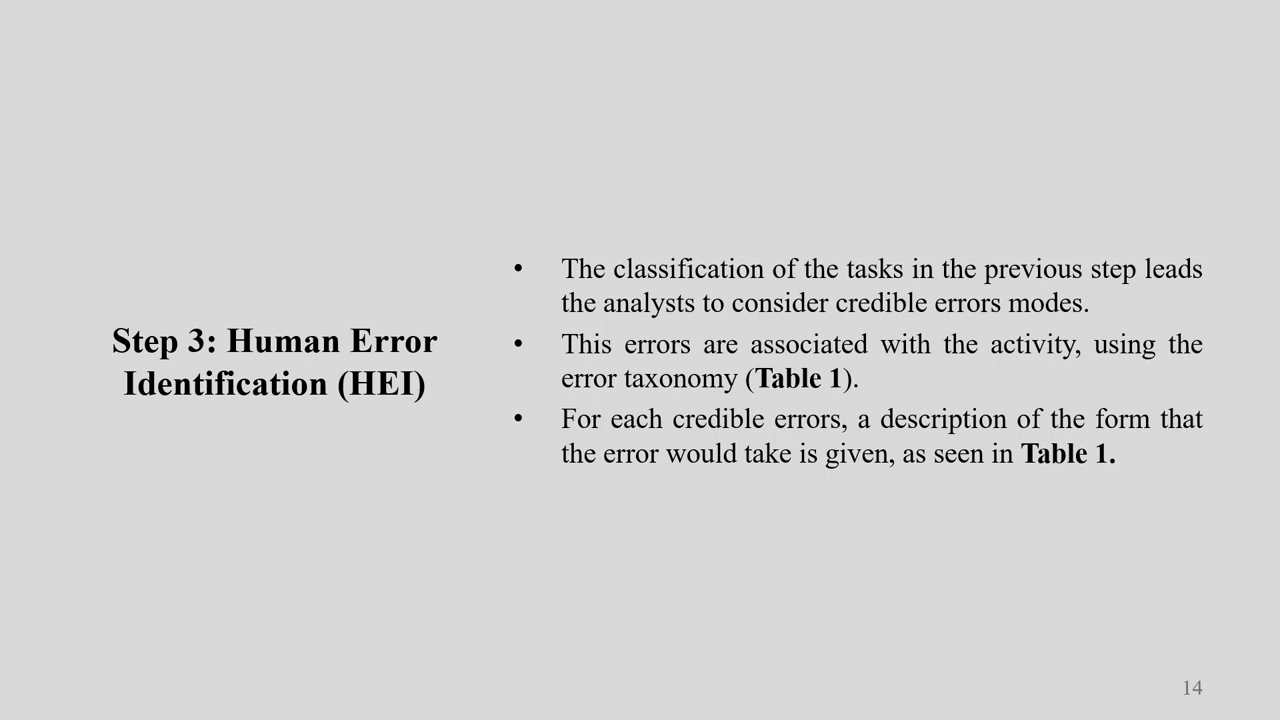 Step 3: Human Error
Identification (HEI)
• The classification of the tasks in the previous step leads
the analysts to consider credible errors modes.
• This errors are associated with the activity, using the
error taxonomy (Table 1).
• For each credible errors, a description of the form that
the error would take is given, as seen in Table 1.
14